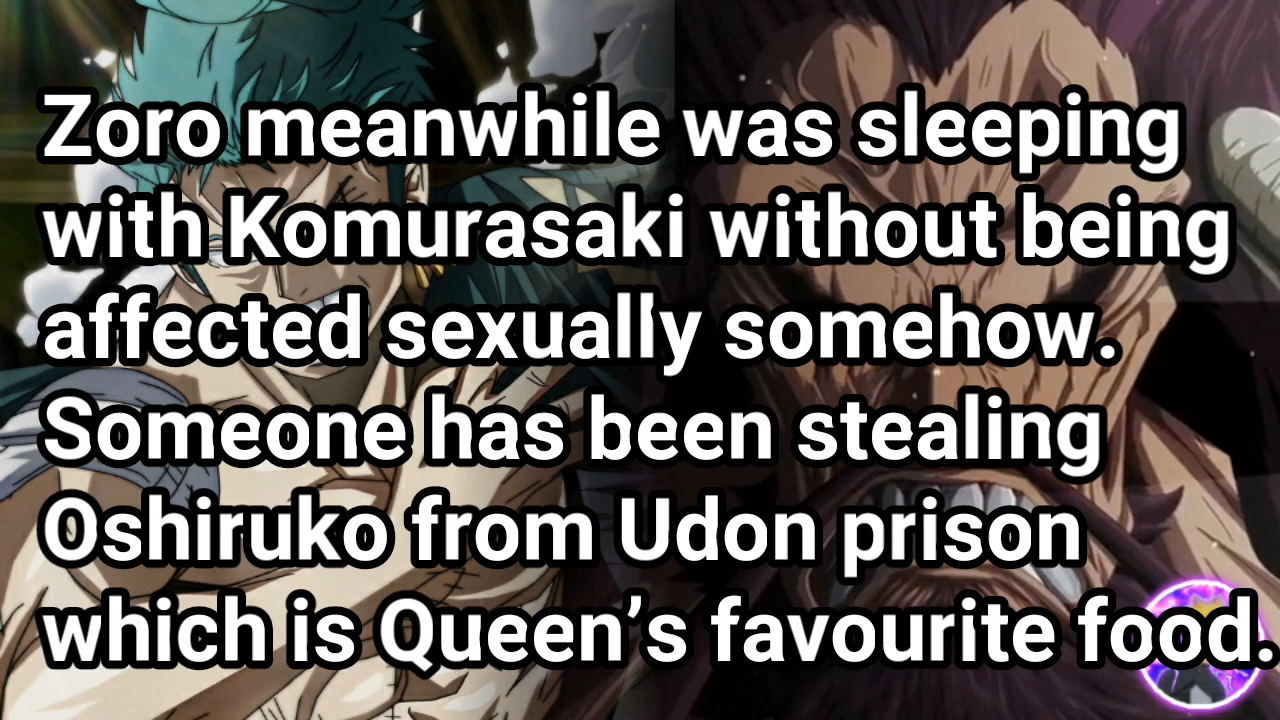 Zoro meanwhile was sleeping
with Komurasaki without being
affected sexually somehow.
Someone has been stealing
Oshiruko from Udon prison
which is Queen’s favourite food.